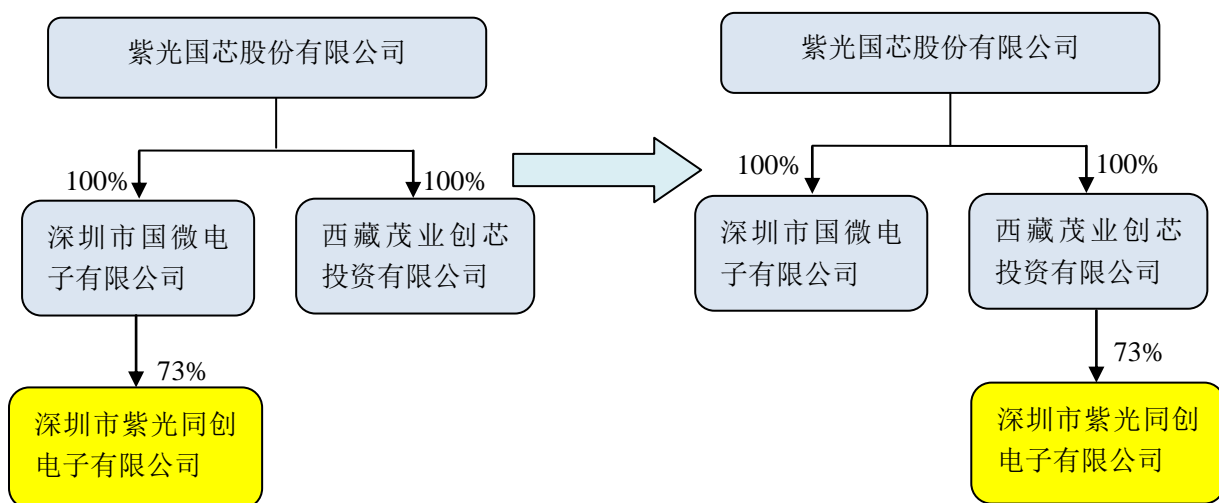 紫光国芯股份有限公司
100%
100%
深圳市国微电
子有限公司
西藏茂业创芯
投资有限公司
73%
深圳市紫光同创
电子有限公司
紫光国芯股份有限公司
100%
100%
深圳市国微电
子有限公司
西藏茂业创芯
投资有限公司
73%
深圳市紫光同创
电子有限公司